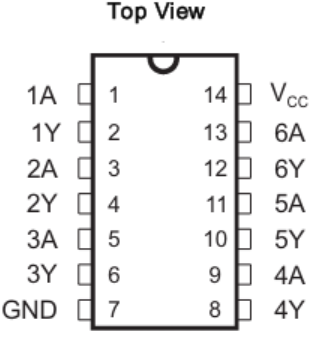 Top View
1A 1 14 VCC
1Y 2 13 6A
2A 3 12 6Y
2Y 4 11 5A
3A 5 10 5Y
3Y 6 9 4A
GND 7 8 4Y